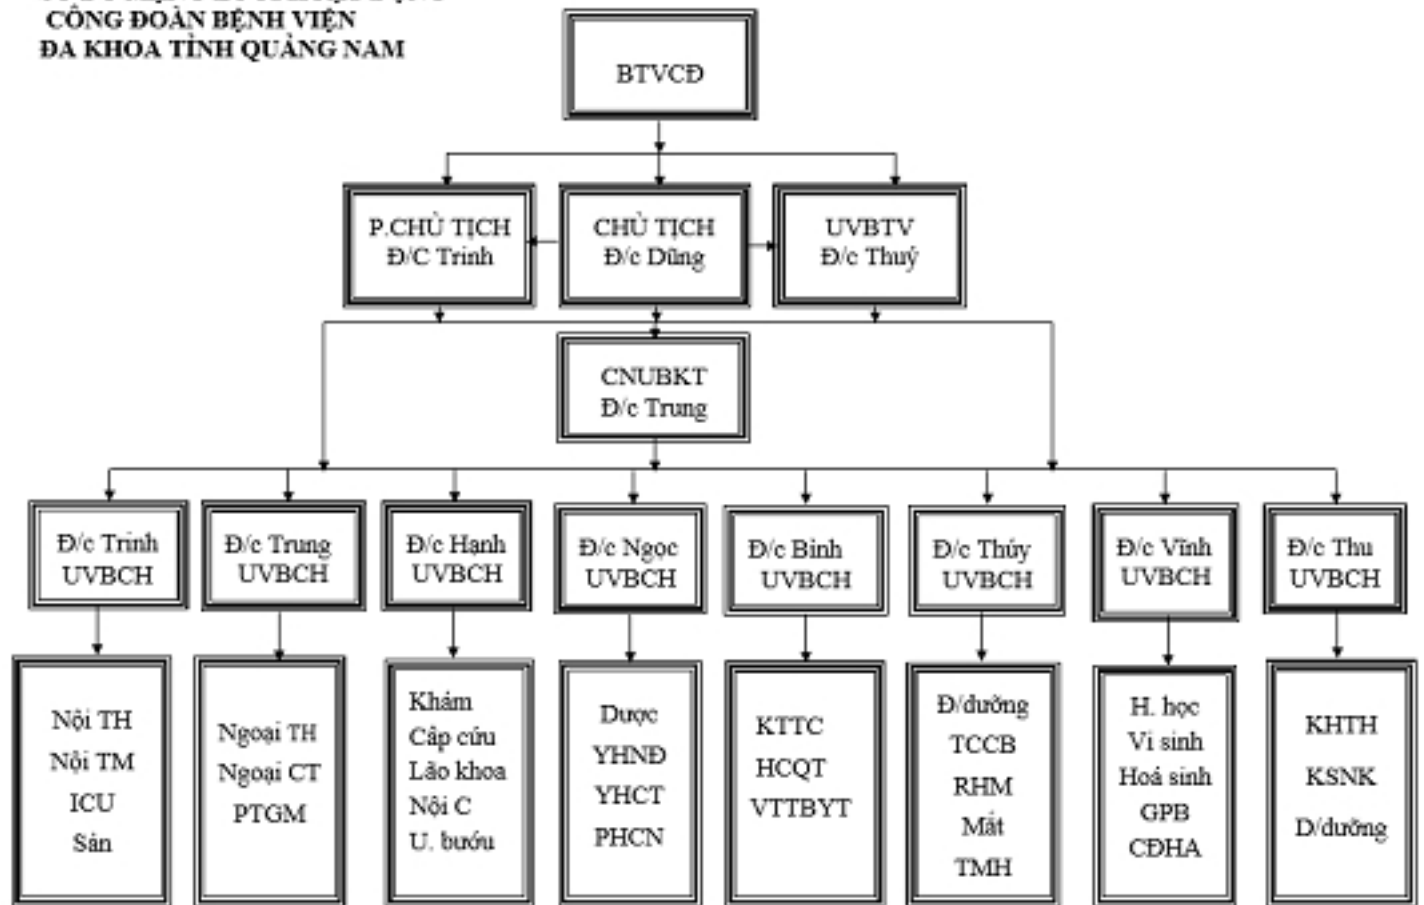 CÔNG ĐOÀN BỆNH VIỆN
ĐA KHOA TỈNH QUẢNG NAM
BTVCĐ
P.CHỦ TỊCH
Đ/C Trinh
CHỦ TỊCH
Đ/c Dũng
UVBTV
Đ/c Thuý
CNUBKT
Đ/c Trung
Đ/c Trinh
UVBCH
Đ/c Trung
UVBCH
Đ/c Hạnh
UVBCH
Đ/c Ngọc
UVBCH
Đ/c Bình
UVBCH
Đ/c Thúy
UVBCH
Đ/c Vĩnh
UVBCH
Đ/c Thu
UVBCH
Nội TH
Nội TM
ICU
Sản
Ngoại TH
Ngoại CT
PTGM
Khám
Cấp cứu
Lão khoa
Nội C
U. bướu
Dược
YHNĐ
YHCT
PHCN
KTTC
HCQT
VTTBYT
Đ/dưỡng
TCCB
RHM
Mắt
TMH
H. học
Vi sinh
Hoá sinh
GPB
CĐHA
KHTH
KSNK
D/dưỡng